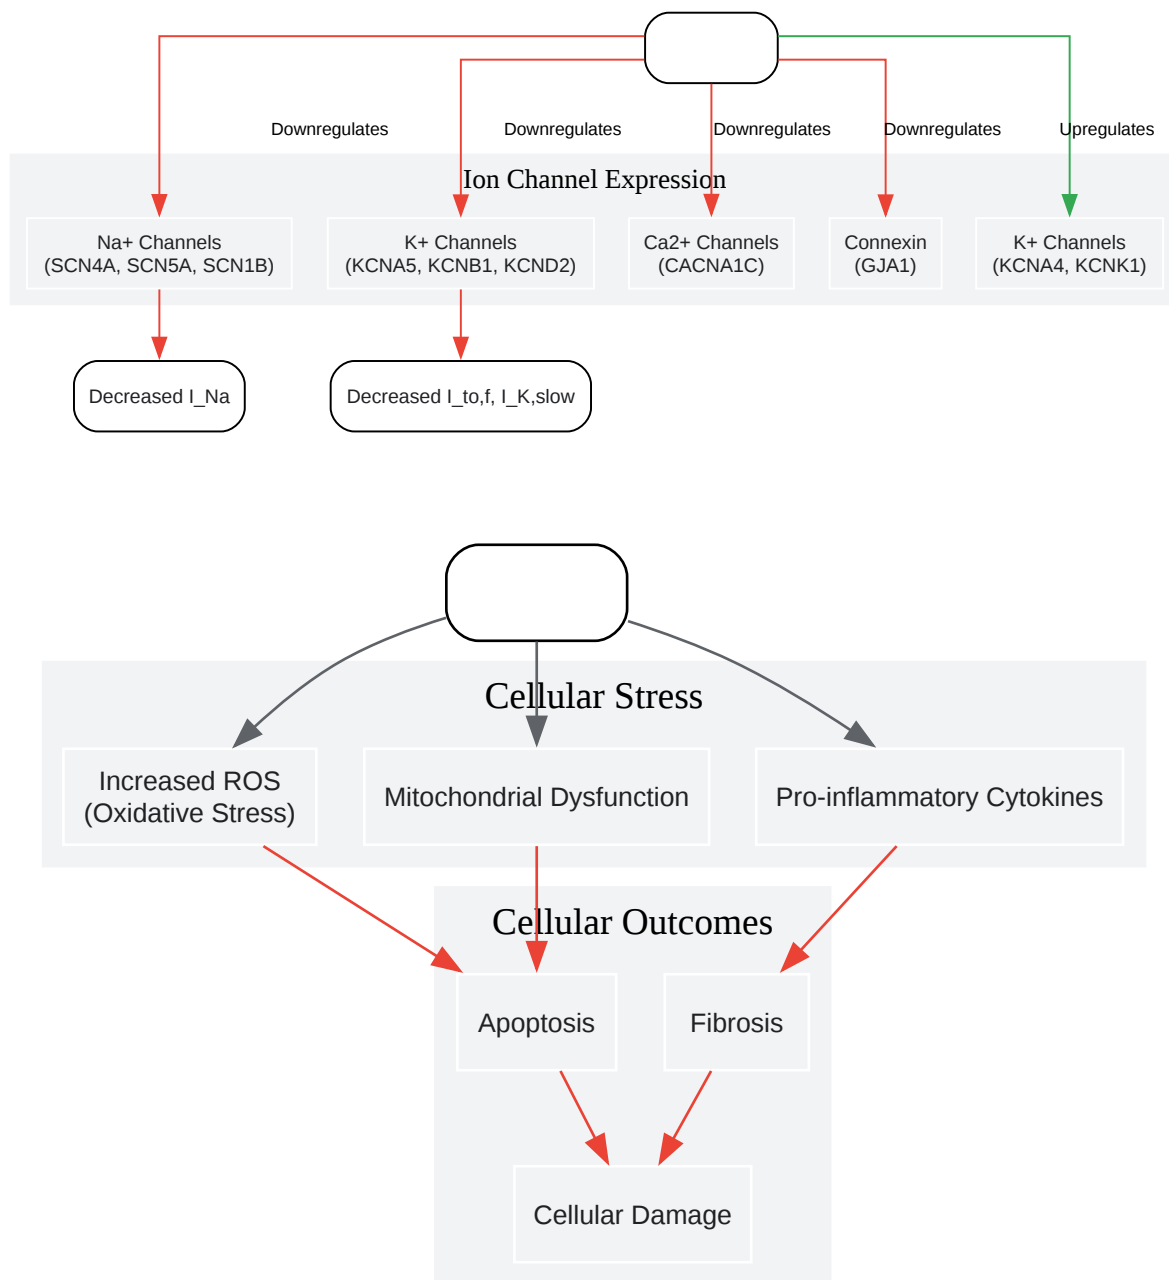 Downregulates
Downregulates
Downregulates
Downregulates
Upregulates
Ion Channel Expression
Na+ Channels
(SCN4A, SCN5A, SCN1B)
K+ Channels
(KCNA5, KCNB1, KCND2)
Ca2+ Channels
(CACNA1C)
Connexin
(GJA1)
K+ Channels
(KCNA4, KCNK1)
Decreased I_Na
Decreased I_to,f, I_K,slow
Cellular Stress
Increased ROS
(Oxidative Stress)
Mitochondrial Dysfunction
Pro-inflammatory Cytokines
Cellular Outcomes
Apoptosis
Fibrosis
Cellular Damage